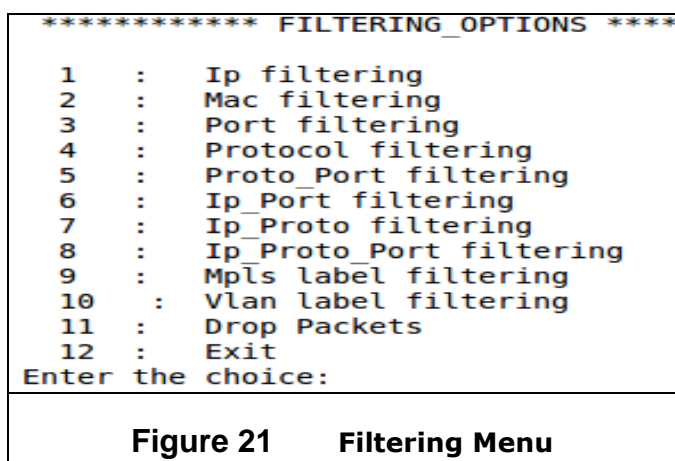 ************ FILTERING_OPTIONS ****
1 : Ip filtering
2 : Mac filtering
3 : Port filtering
4 : Protocol filtering
5 : Proto_Port filtering
6 : Ip_Port filtering
7 : Ip_Proto filtering
8 : Ip_Proto_Port filtering
9 : Mpls label filtering
10 : Vlan label filtering
11 : Drop Packets
12 : Exit
Enter the choice:
Figure 21 Filtering Menu